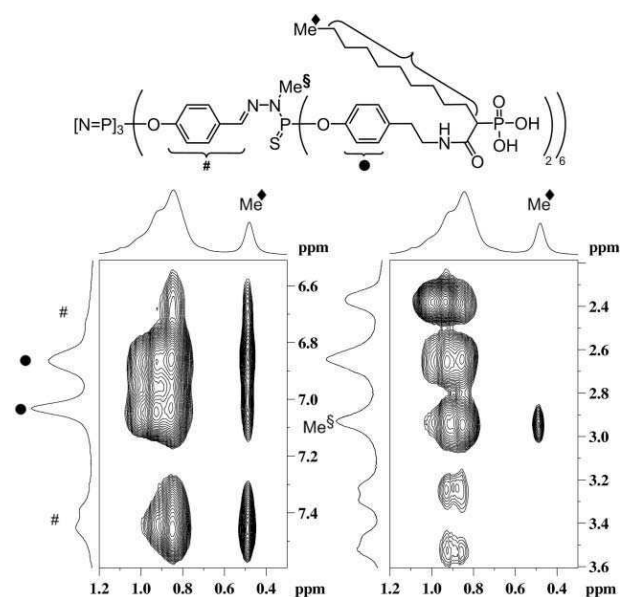 Me♦
Me§
[N=P]3 O N N P O NH P OH
S O OH
O
# ● 2 6
Me♦ Me♦
ppm ppm
# 6.6 2.4
● 6.8 2.6
● 7.0 2.8
Me§ 3.0
7.2 3.2
# 7.4 3.4
3.6
1.2 1.0 0.8 0.6 0.4 1.2 1.0 0.8 0.6 0.4
ppm ppm